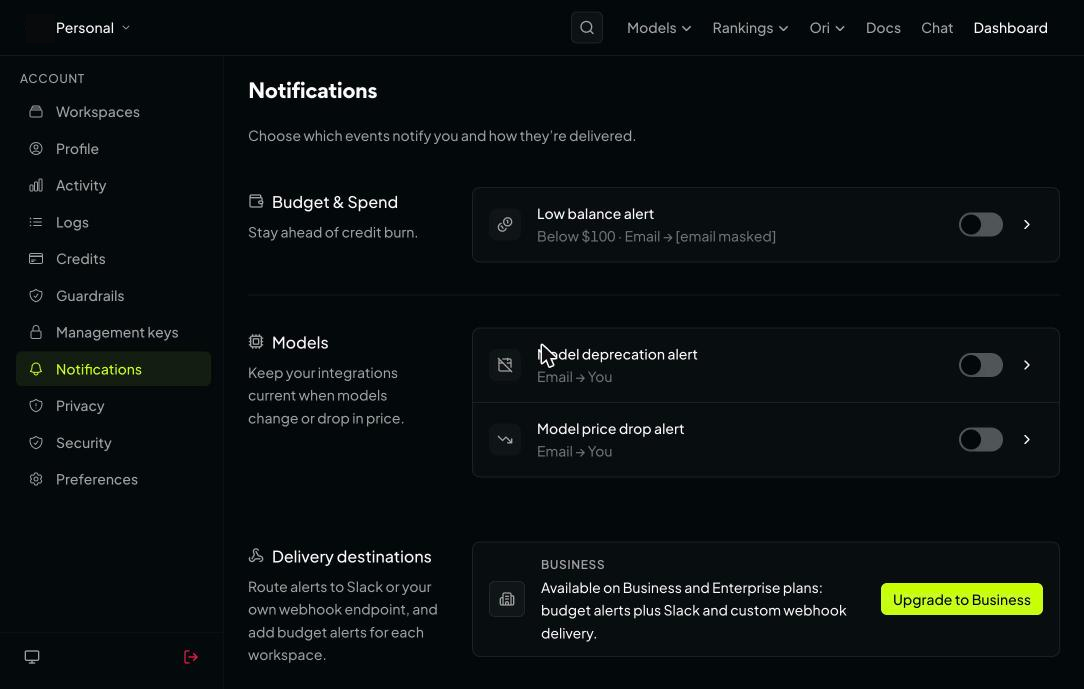 Personal
Models
Rankings
Ori
Docs
Chat
Dashboard
ACCOUNT
Workspaces
Profile
Activity
Logs
Credits
Guardrails
Management keys
Notifications
Privacy
Security
Preferences
Notifications
Choose which events notify you and how they're delivered.
Budget & Spend
Stay ahead of credit burn.
Low balance alert
Below $100 · Email → [email masked]
Models
Keep your integrations
current when models
change or drop in price.
Model deprecation alert
Email → You
Model price drop alert
Email → You
Delivery destinations
Route alerts to Slack or your
own webhook endpoint, and
add budget alerts for each
workspace.
BUSINESS
Available on Business and Enterprise plans:
budget alerts plus Slack and custom webhook
delivery.
Upgrade to Business